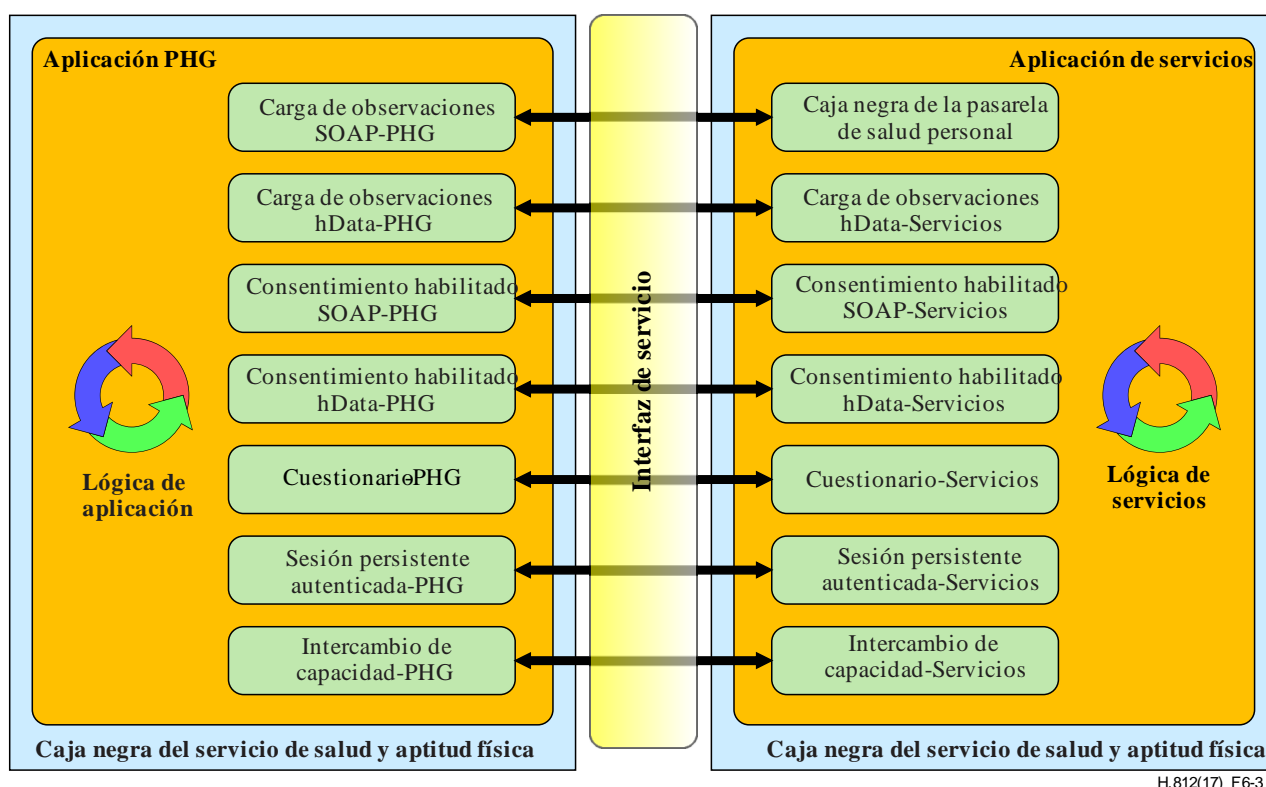 Aplicación PHG
Carga de observaciones
SOAP-PHG
Carga de observaciones
hData-PHG
Consentimiento habilitado
SOAP-PHG
Consentimiento habilitado
hData-PHG
Cuestionario-PHG
Sesión persistente
autenticada-PHG
Intercambio de
capacidad-PHG
Lógica de
aplicación
Caja negra del servicio de salud y aptitud física
Interfaz de servicio
Aplicación de servicios
Caja negra de la pasarela
de salud personal
Carga de observaciones
hData-Servicios
Consentimiento habilitado
SOAP-Servicios
Consentimiento habilitado
hData-Servicios
Cuestionario-Servicios
Sesión persistente
autenticada-Servicios
Intercambio de
capacidad-Servicios
Lógica de
servicios
Caja negra del servicio de salud y aptitud física
H.812(17)_F6-3